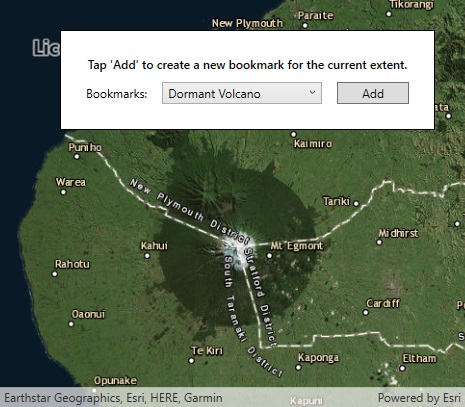 Tikorangi
Paraite
New Plymouth
Lic
Tap 'Add' to create a new bookmark for the current extent.
Bookmarks:
Dormant Volcano
Add
ata
Kaimiro
Puniho
Warea
New Plymouth District
Tariki
Kahui
Mt Egmont
Midhirst
Stratford District
South Taranaki District
Rahotu
Cardiff
Oaonui
Te Kiri
Kaponga
Eltham
Opunake
Kapuni
Earthstar Geographics, Esri, HERE, Garmin
Powered by Esri